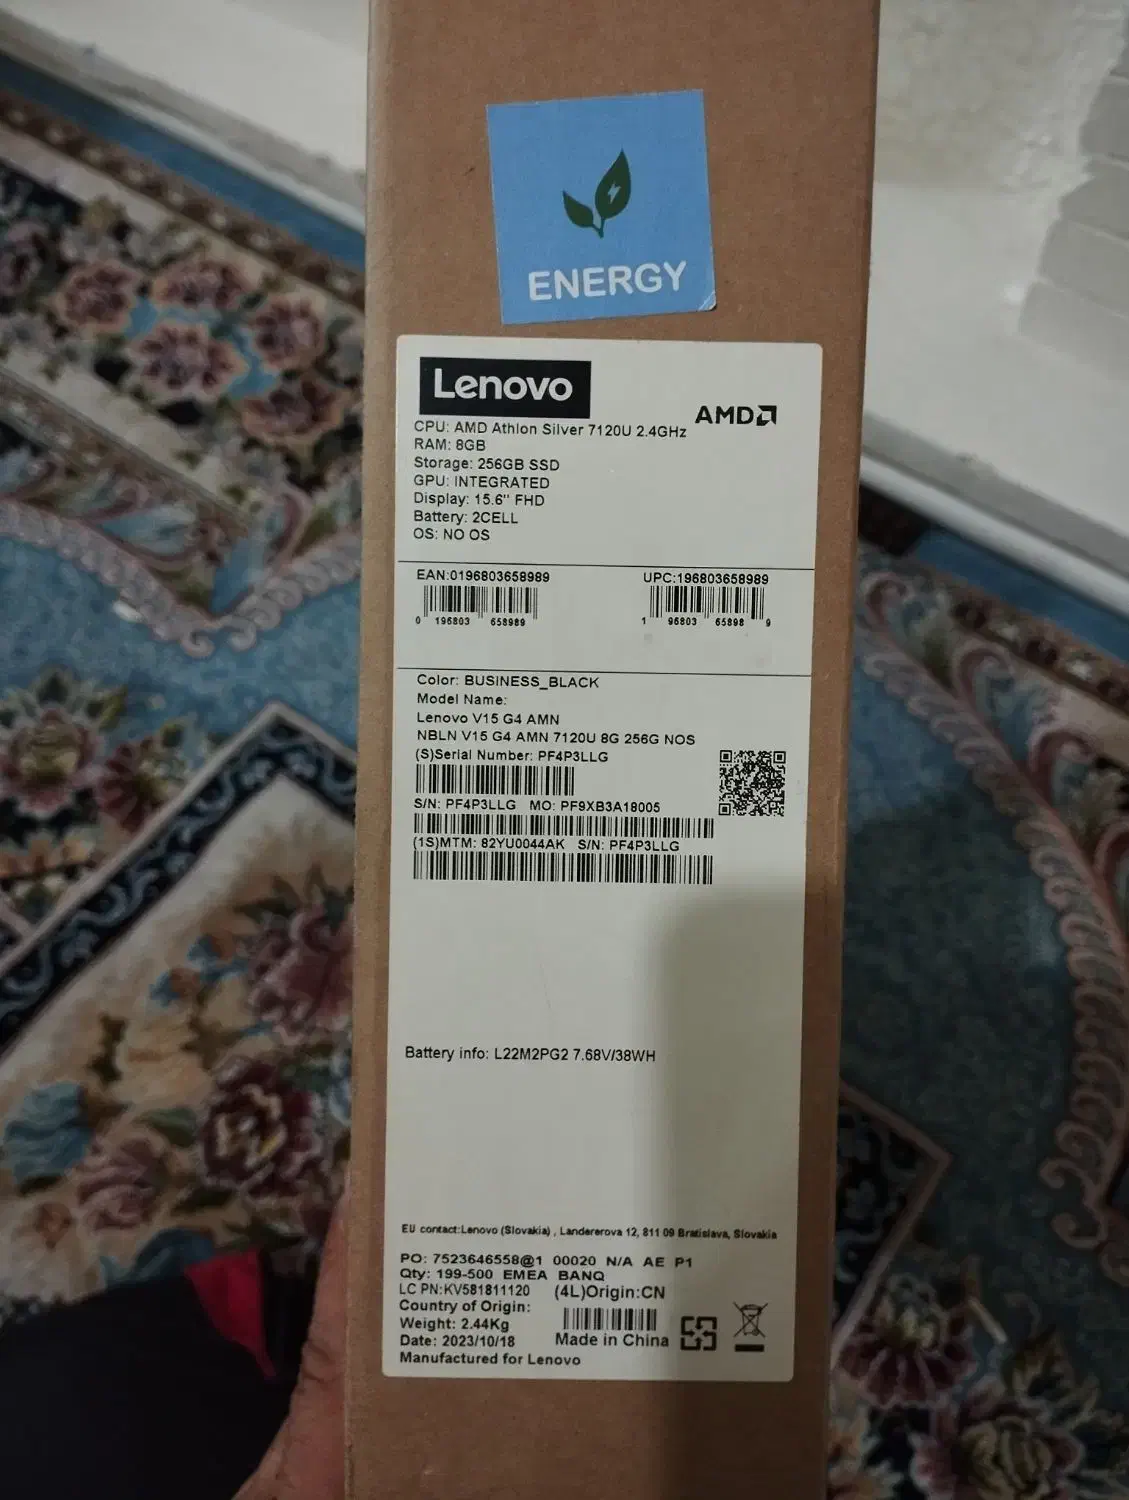 ENERGY
Lenovo
AMD
CPU: AMD Athlon Silver 7120U 2.4GHz
RAM: 8GB
Storage: 256GB SSD
GPU: INTEGRATED
Display: 15.6" FHD
Battery: 2CELL
OS: NO OS
EAN:0196803658989 UPC:196803658989
0 196803 658989 1 96803 65898 9
Color: BUSINESS_BLACK
Model Name:
Lenovo V15 G4 AMN
NBLN V15 G4 AMN 7120U 8G 256G NOS
(S)Serial Number: PF4P3LLG
S/N: PF4P3LLG MO: PF9XB3A18005
(1S)MTM: 82YU0044AK S/N: PF4P3LLG
Battery info: L22M2PG2 7.68V/38WH
EU contact:Lenovo (Slovakia) , Landererova 12, 811 09 Bratislava, Slovakia
PO: 7523646558@1 00020 N/A AE P1
Qty: 199-500 EMEA BANQ
LC PN:KV581811120 (4L)Origin:CN
Country of Origin:
Weight: 2.44Kg
Date: 2023/10/18 Made in China
Manufactured for Lenovo